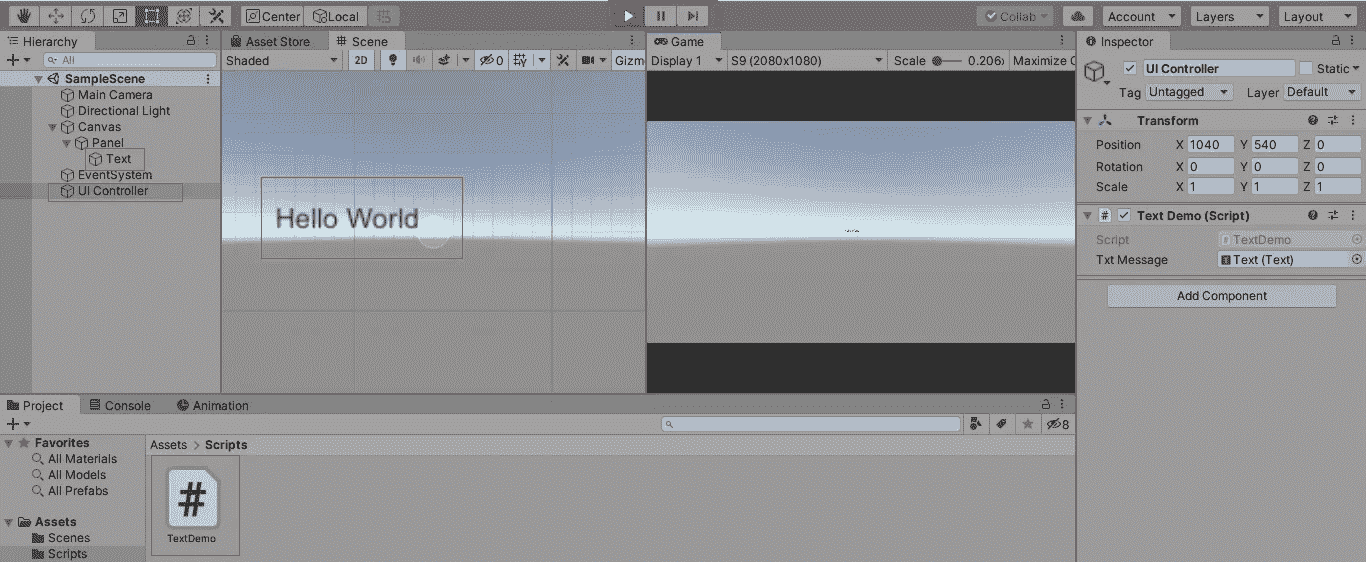 Center Local
Collab Account Layers Layout
Hierarchy
All
SampleScene
Main Camera
Directional Light
Canvas
Panel
Text
EventSystem
UI Controller
Asset Store Scene
Shaded 2D 0 Gizm
Hello World
Game
Display 1 S9 (2080x1080) Scale 0.206 Maximize
Inspector
UI Controller Static
Tag Untagged Layer Default
Transform
Position X 1040 Y 540 Z 0
Rotation X 0 Y 0 Z 0
Scale X 1 Y 1 Z 1
# Text Demo (Script)
Script # TextDemo
Txt Message Text (Text)
Add Component
Project Console Animation
8
Favorites
All Materials
All Models
All Prefabs
Assets
Scenes
Scripts
Assets > Scripts
#
TextDemo